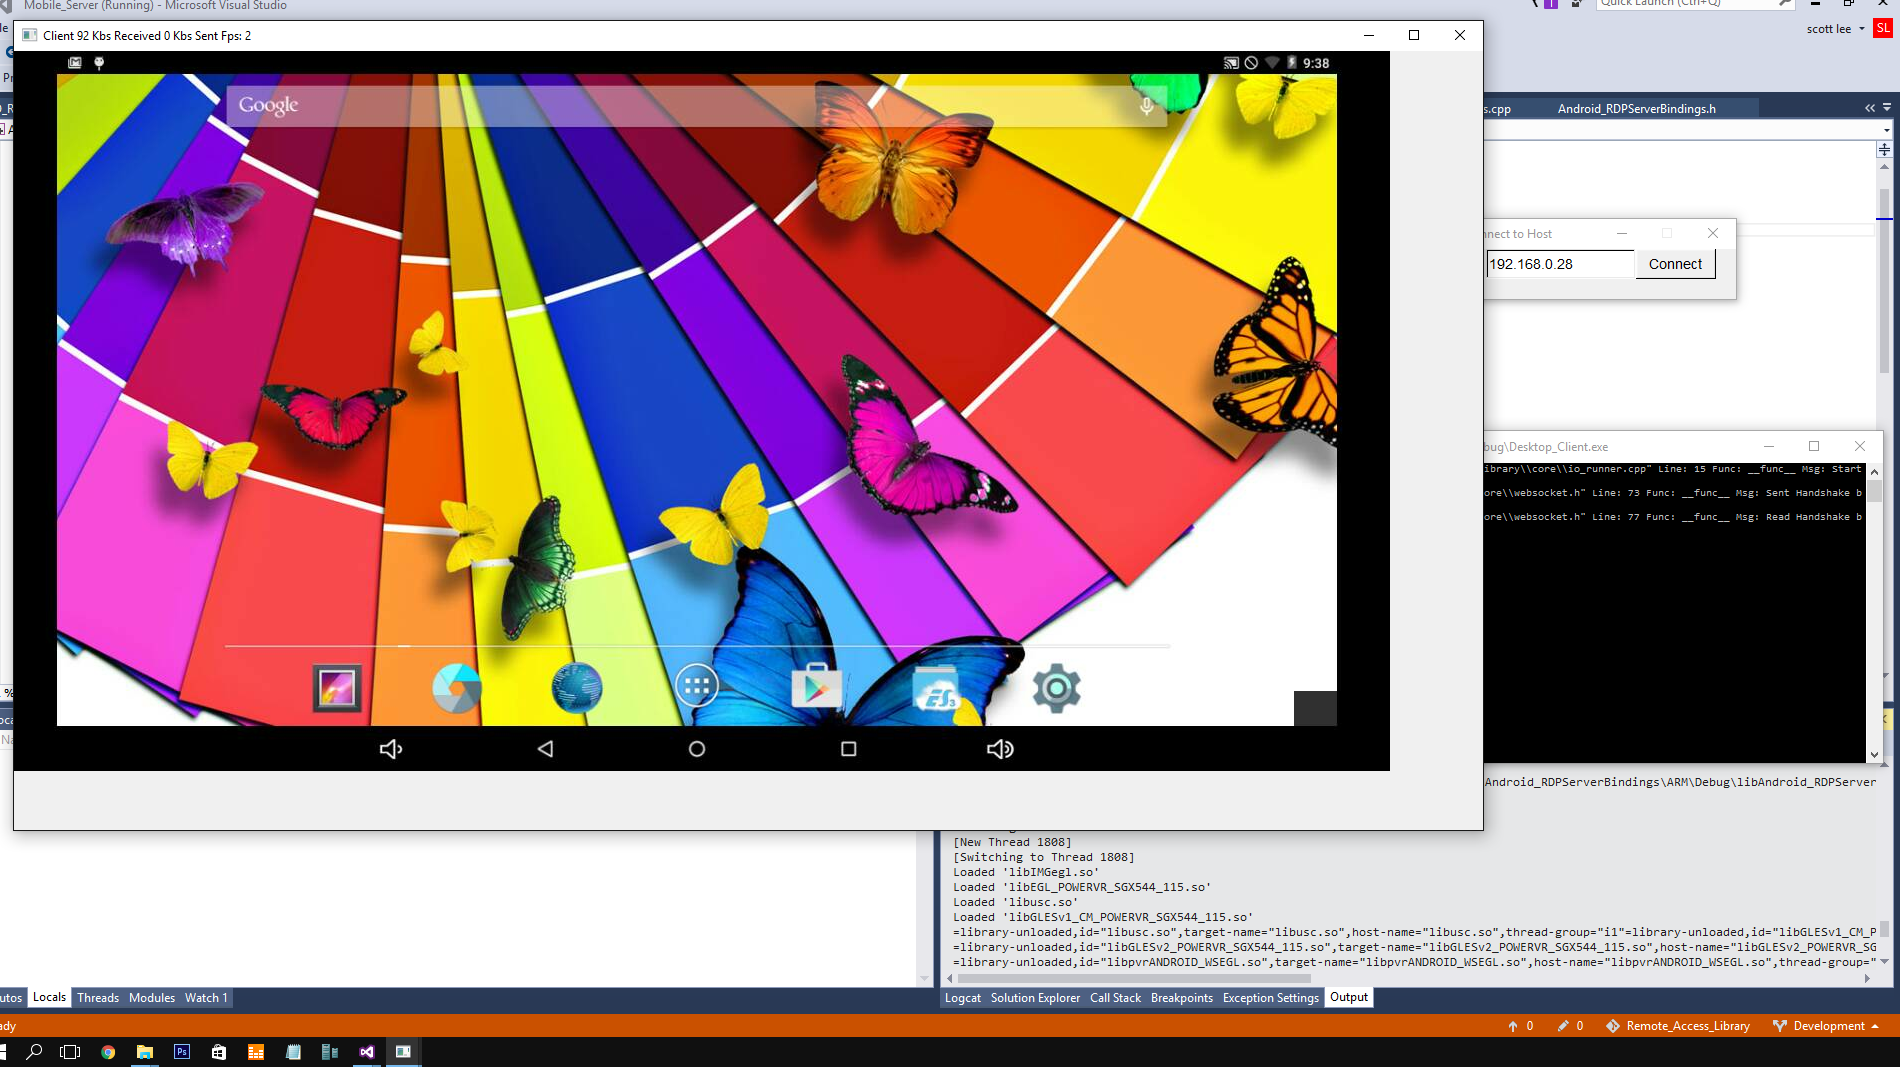 Mobile_Server (Running) - Microsoft Visual Studio
Quick Launch (Ctrl+Q)
Client 92 Kbs Received 0 Kbs Sent Fps: 2
scott lee
SL
9:38
Google
s.cpp
Android_RDPServerBindings.h
nnect to Host
192.168.0.28
Connect
bug\Desktop_Client.exe
ibrary\\core\\io_runner.cpp" Line: 15 Func: __func__ Msg: Start
ore\\websocket.h" Line: 73 Func: __func__ Msg: Sent Handshake b
ore\\websocket.h" Line: 77 Func: __func__ Msg: Read Handshake b
ES
3
Android_RDPServerBindings\ARM\Debug\libAndroid_RDPServer
[New Thread 1808]
[Switching to Thread 1808]
Loaded 'libIMGegl.so'
Loaded 'libEGL_POWERVR_SGX544_115.so'
Loaded 'libusc.so'
Loaded 'libGLESv1_CM_POWERVR_SGX544_115.so'
=library-unloaded,id="libusc.so",target-name="libusc.so",host-name="libusc.so",thread-group="i1"=library-unloaded,id="libGLESv1_CM_P
=library-unloaded,id="libGLESv2_POWERVR_SGX544_115.so",target-name="libGLESv2_POWERVR_SGX544_115.so",host-name="libGLESv2_POWERVR_SG
=library-unloaded,id="libpvrANDROID_WSEGL.so",target-name="libpvrANDROID_WSEGL.so",host-name="libpvrANDROID_WSEGL.so",thread-group="
utos Locals Threads Modules Watch 1
Logcat Solution Explorer Call Stack Breakpoints Exception Settings Output
ady
0 0 Remote_Access_Library Development
Ps